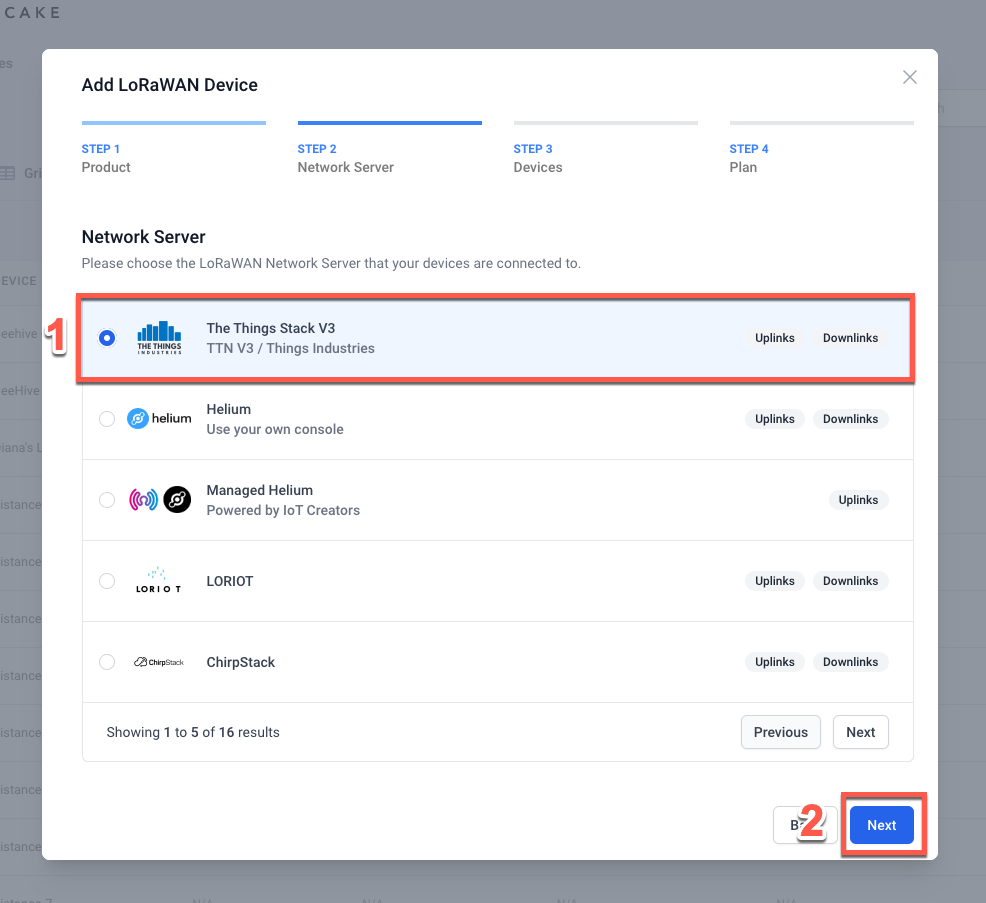 CAKE
es
Add LoRaWAN Device
STEP 1
Product
STEP 2
Network Server
STEP 3
Devices
STEP 4
Plan
Gri
EVICE
eehive
eeHive
iana's L
istance
istance
istance
istance
istance
istance
istance
Network Server
Please choose the LoRaWAN Network Server that your devices are connected to.
1
THE THINGS
INDUSTRIES
The Things Stack V3
TTN V3 / Things Industries
Uplinks
Downlinks
helium
Helium
Use your own console
Uplinks
Downlinks
Managed Helium
Powered by IoT Creators
Uplinks
LORIOT
LORIOT
Uplinks
Downlinks
ChirpStack
ChirpStack
Uplinks
Downlinks
Showing 1 to 5 of 16 results
Previous
Next
2
Next